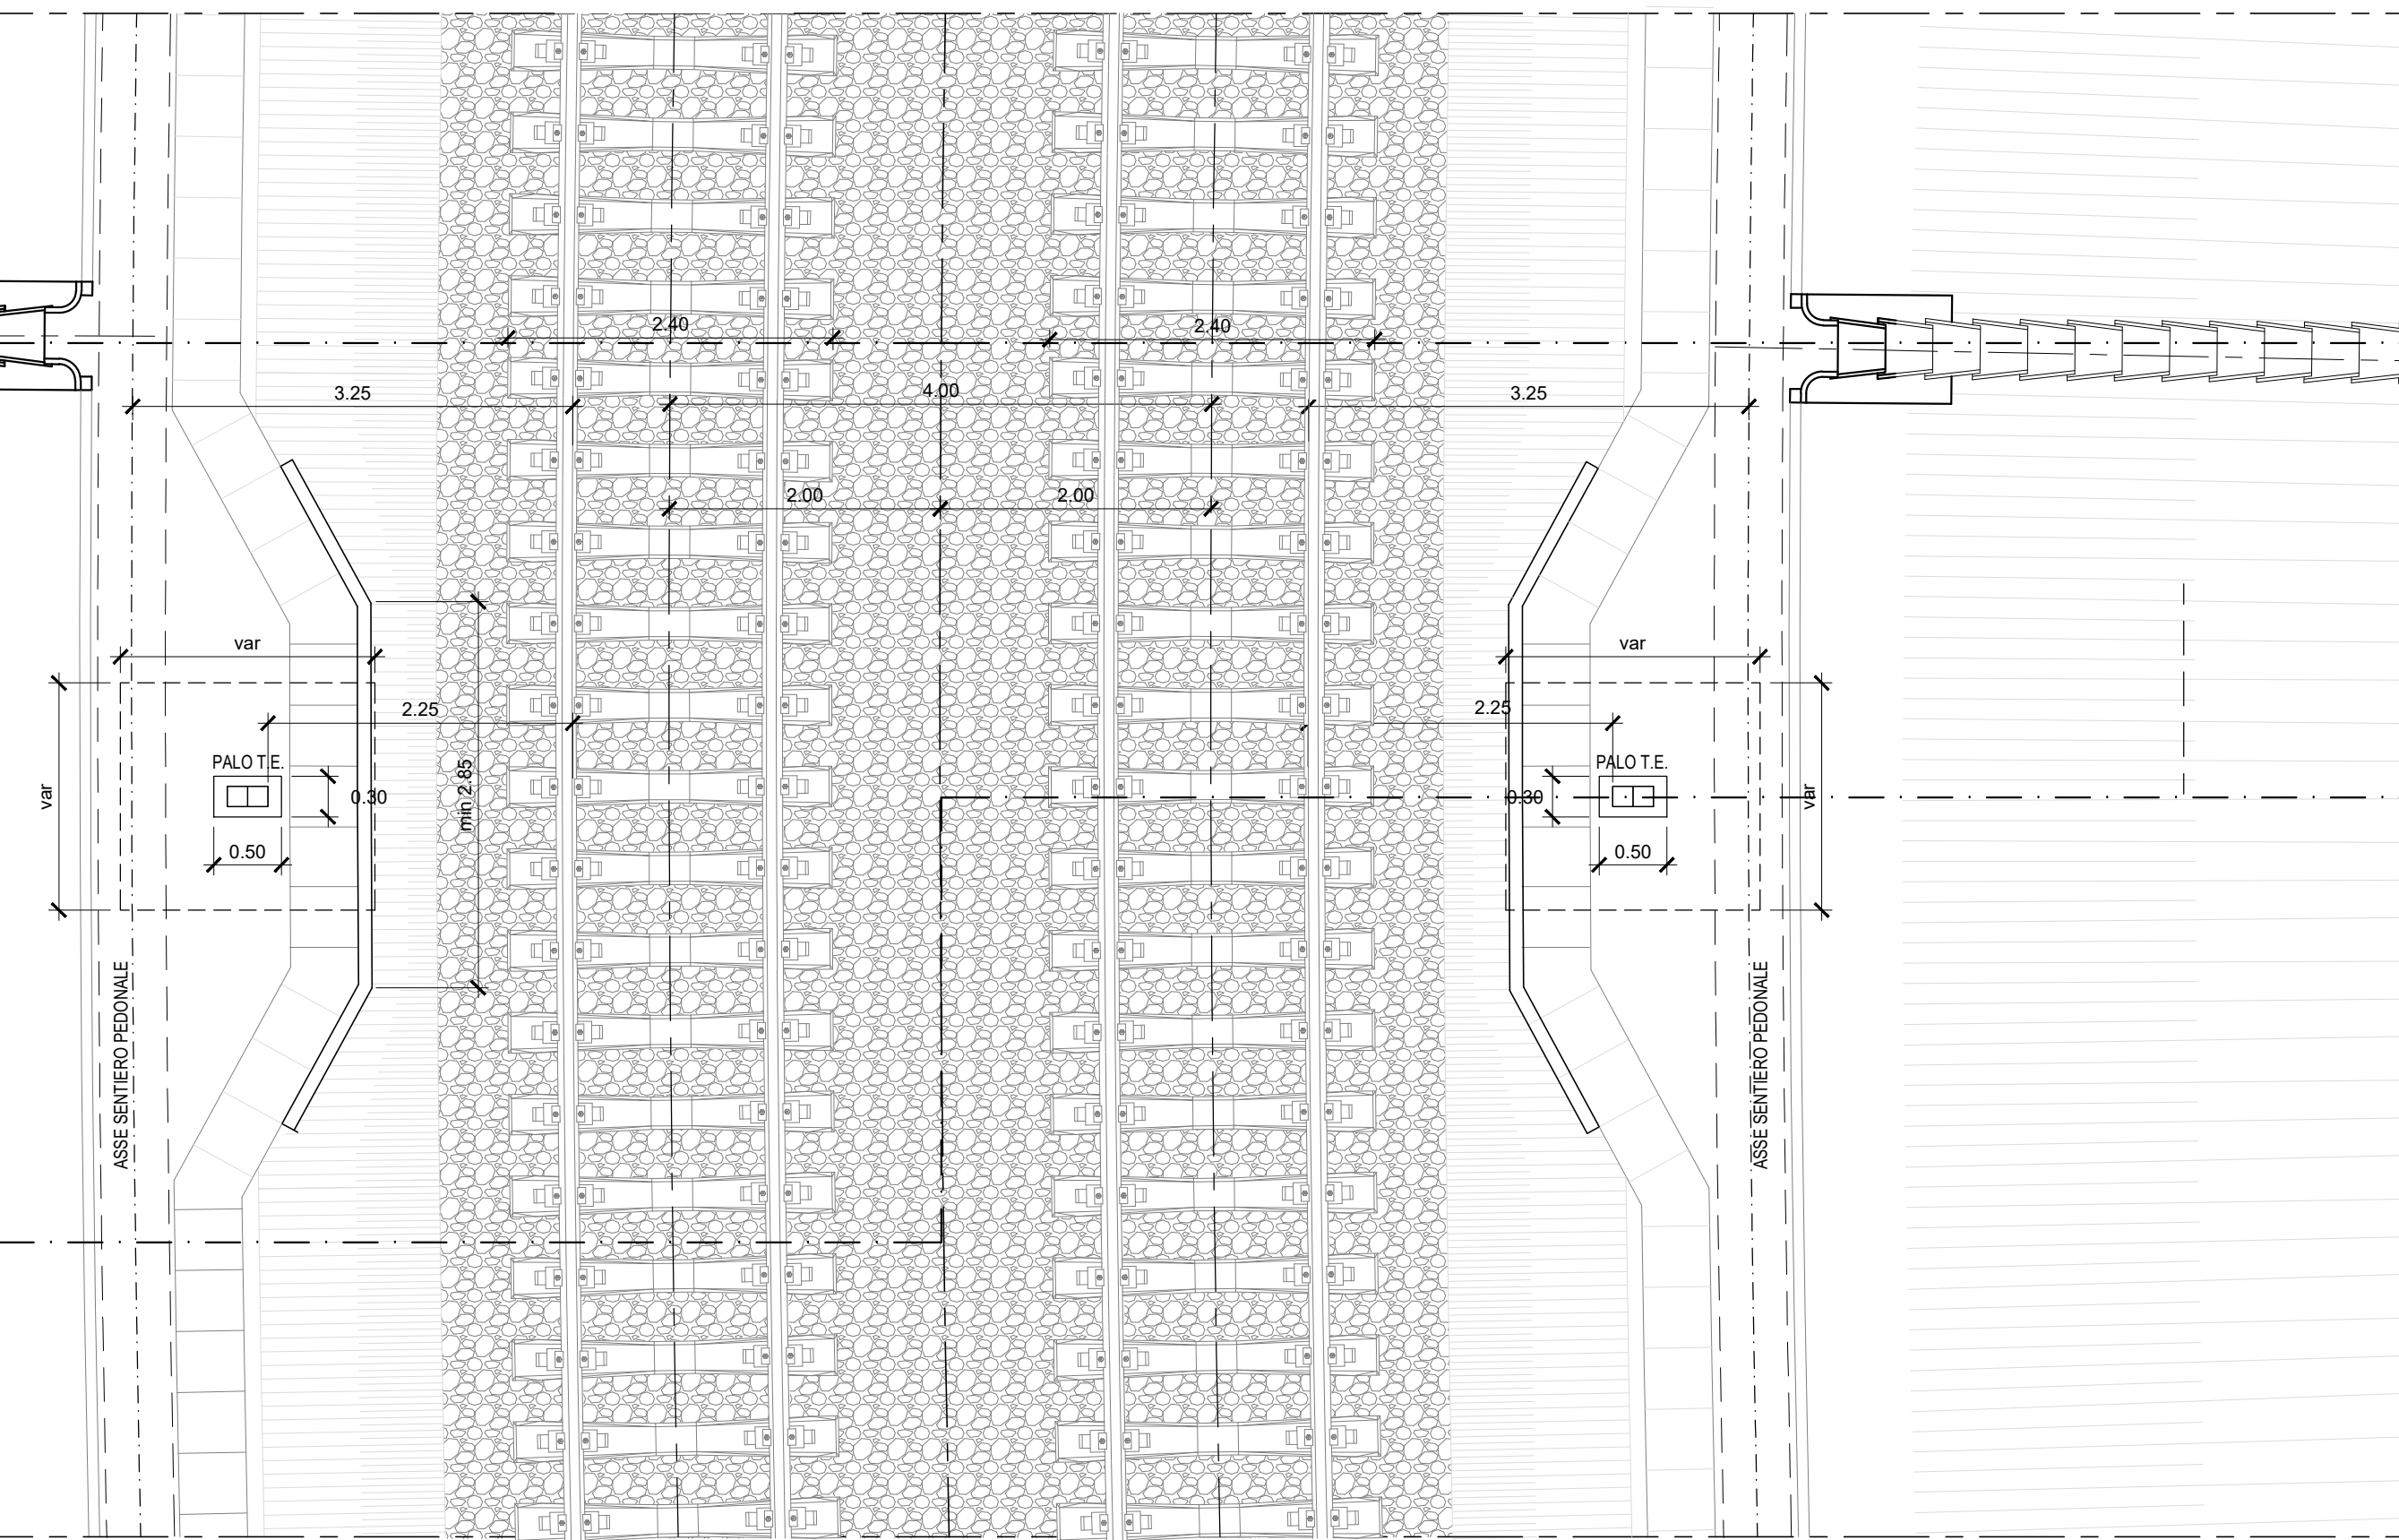 2.40
2.40
3.25
4.00
3.25
2.00
2.00
var
var
2.25
2.25
PALO T.E.
PALO T.E.
var
0.30
min 2.85
0.30
var
0.50
0.50
ASSE SENTIERO PEDONALE
ASSE SENTIERO PEDONALE